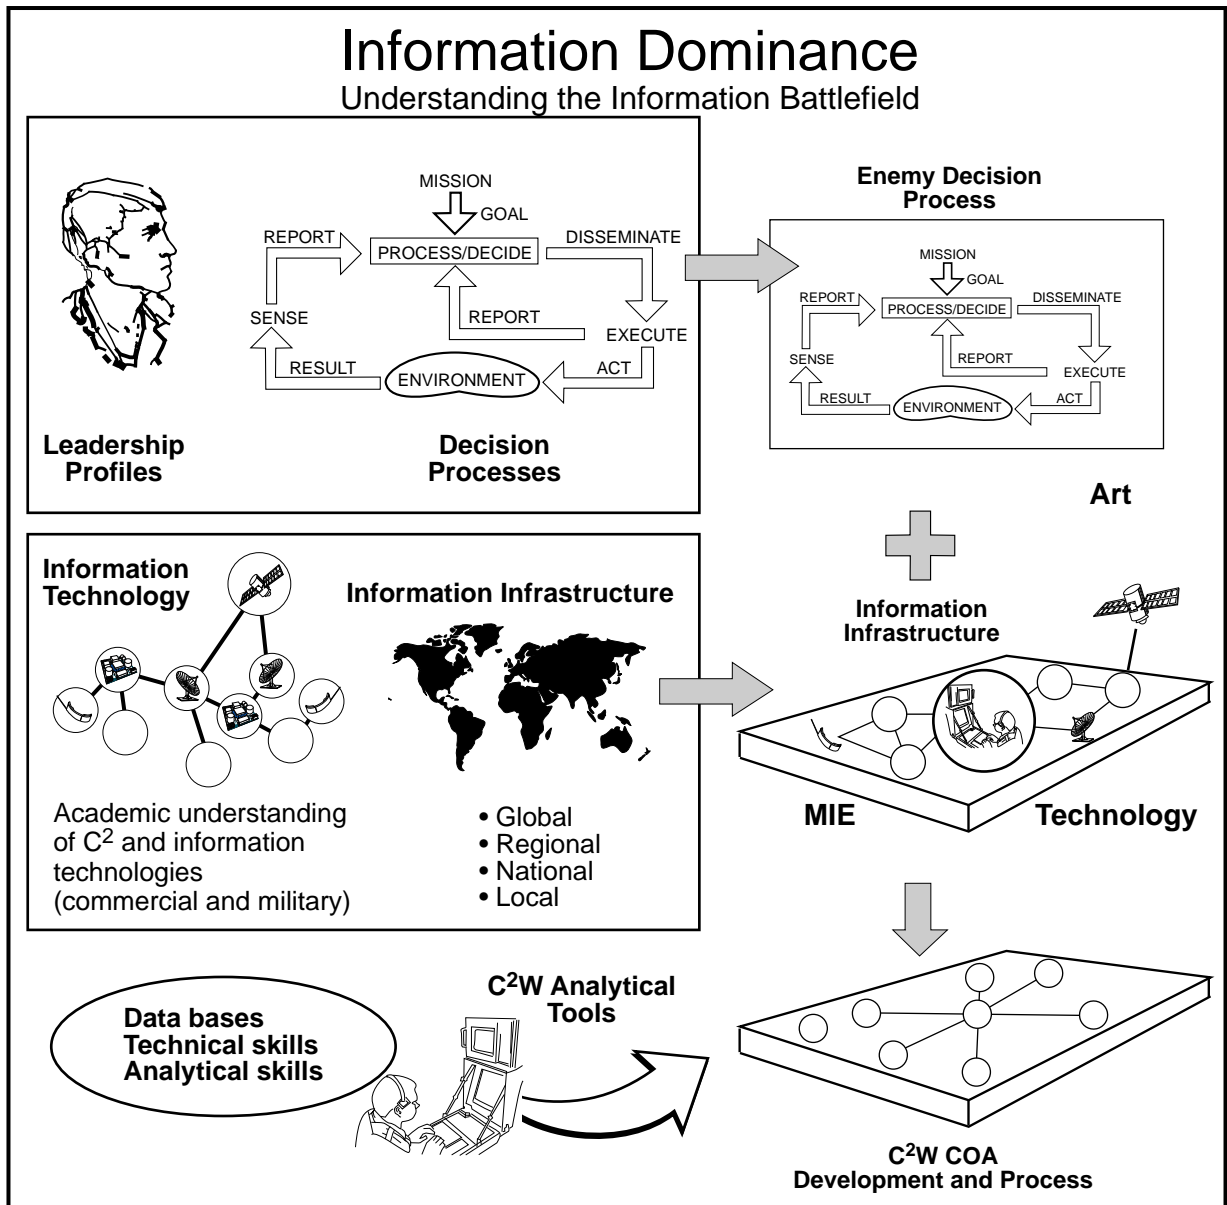 Information Dominance
Understanding the Information Battlefield
MISSION
GOAL
REPORT
PROCESS/DECIDE
DISSEMINATE
SENSE
REPORT
EXECUTE
RESULT
ENVIRONMENT
ACT
Leadership
Profiles
Decision
Processes
Enemy Decision
Process
MISSION
GOAL
REPORT
PROCESS/DECIDE
DISSEMINATE
SENSE
REPORT
EXECUTE
RESULT
ENVIRONMENT
ACT
Art
Information
Technology
Information Infrastructure
Academic understanding
of C² and information
technologies
(commercial and military)
• Global
• Regional
• National
• Local
Information
Infrastructure
MIE
Technology
Data bases
Technical skills
Analytical skills
C²W Analytical
Tools
C²W COA
Development and Process